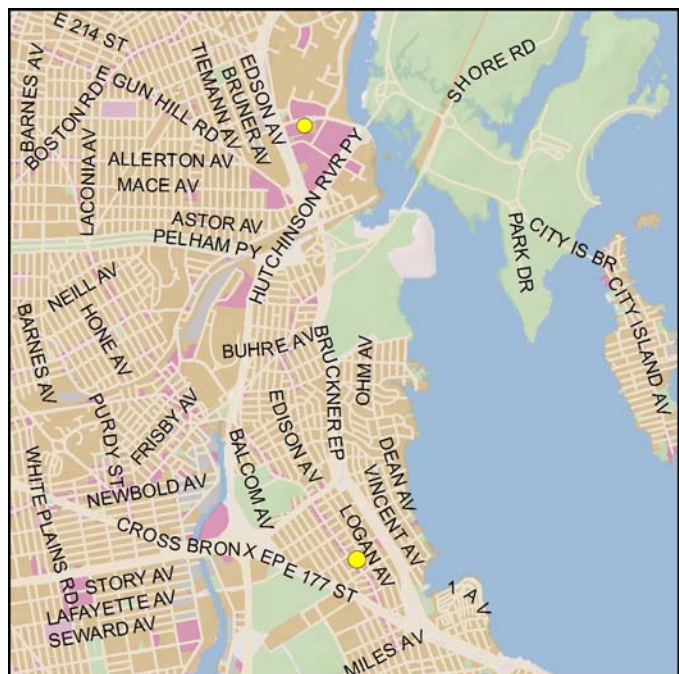 E 214 ST
SHORE RD
BARNES AV
BOSTON RD
E GUN HILL RD
TIEMANN AV
EDSON AV
BRUNER AV
LACONIA AV
ALLERTON AV
MACE AV
HUTCHINSON RVR PY
ASTOR AV
PELHAM PY
PARK DR
CITY IS BR
CITY ISLAND AV
NEILL AV
HONE AV
BARNES AV
BUHRE AV
BRUCKNER EP
OHM AV
PURDY ST
FRISBY AV
EDISON AV
BALCOM AV
DEAN AV
VINCENT AV
WHITE PLAINS RD
NEWBOLD AV
LOGAN AV
CROSS BRONX EP
E 177 ST
STORY AV
LAFAYETTE AV
SEWARD AV
1 AV
MILES AV